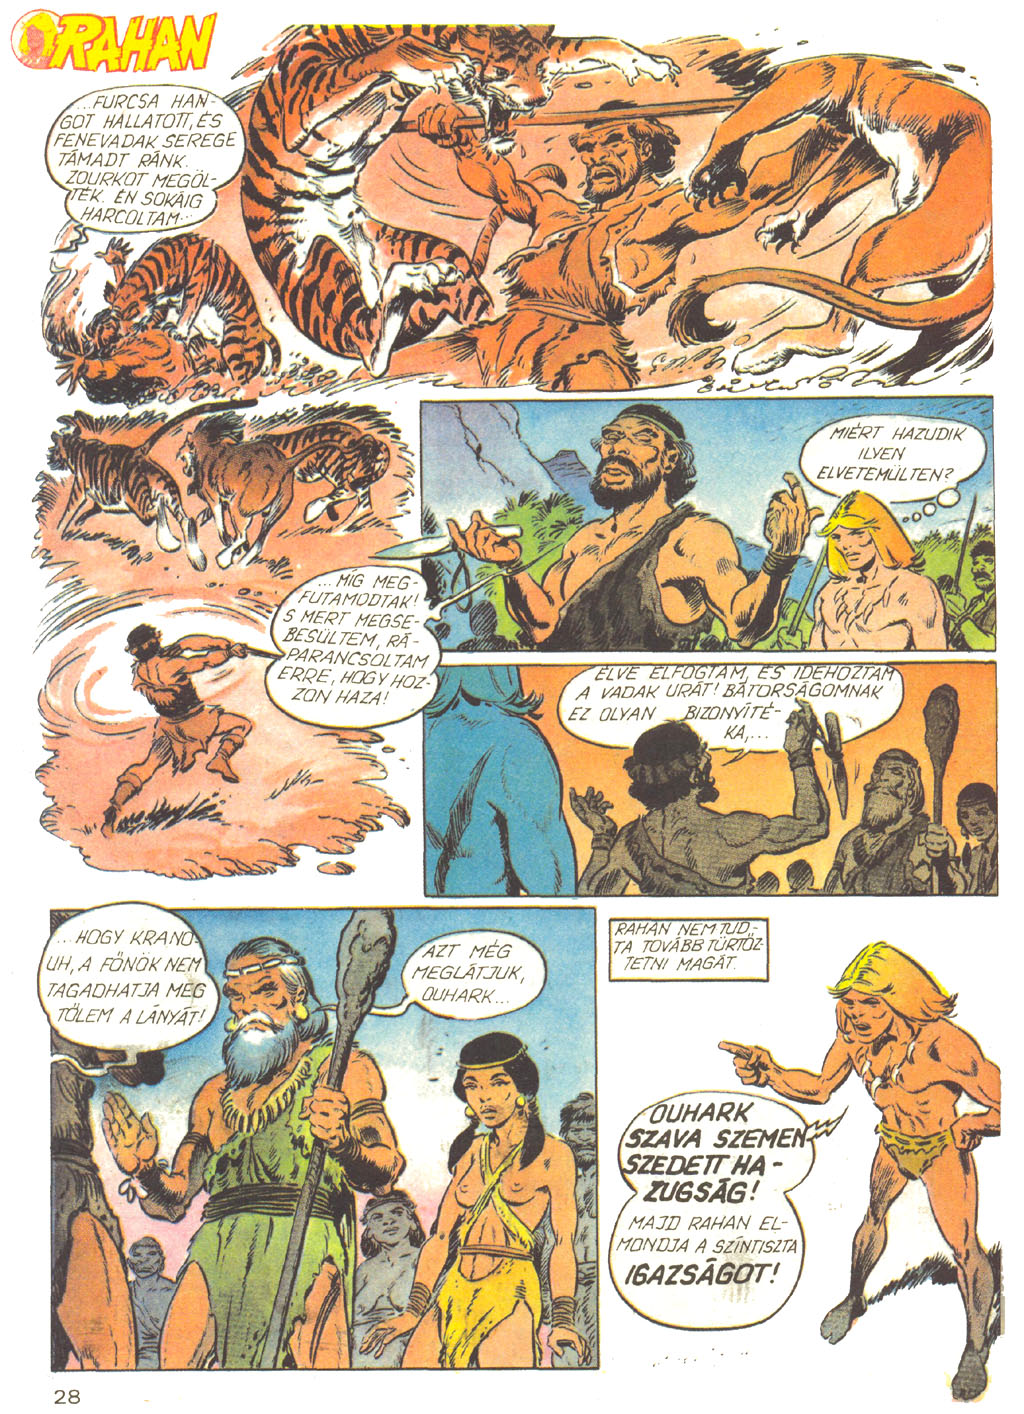 RAHAN
...FURCSA HAN-
GOT HALLATOTT, ÉS
FENEVADAK SEREGE
TÁMADT RÁNK.
ZOURKOT MEGÖL-
TÉK. ÉN SOKÁIG
HARCOLTAM...
...MÍG MEG-
FUTAMODTAK!
S MERT MEGSE-
BESÜLTEM, RÁ-
PARANCSOLTAM
ERRE, HOGY HOZ-
ZON HAZA!
MIÉRT HAZUDIK
ILYEN
ELVETEMÜLTEN?
ÉLVE ELFOGTAM, ÉS IDEHOZTAM
A VADAK URÁT! BÁTORSÁGOMNAK
EZ OLYAN BIZONYÍTÉ-
KA,...
...HOGY KRANO-
UH, A FŐNÖK NEM
TAGADHATJA MEG
TŐLEM A LÁNYÁT!
AZT MÉG
MEGLÁTJUK,
OUHARK...
RAHAN NEM TUD-
TA TOVÁBB TÜRTŐZ-
TETNI MAGÁT.
OUHARK
SZAVA SZEMEN
SZEDETT HA-
ZUGSÁG!
MAJD RAHAN EL-
MONDJA A SZÍNTISZTA
IGAZSÁGOT!
28